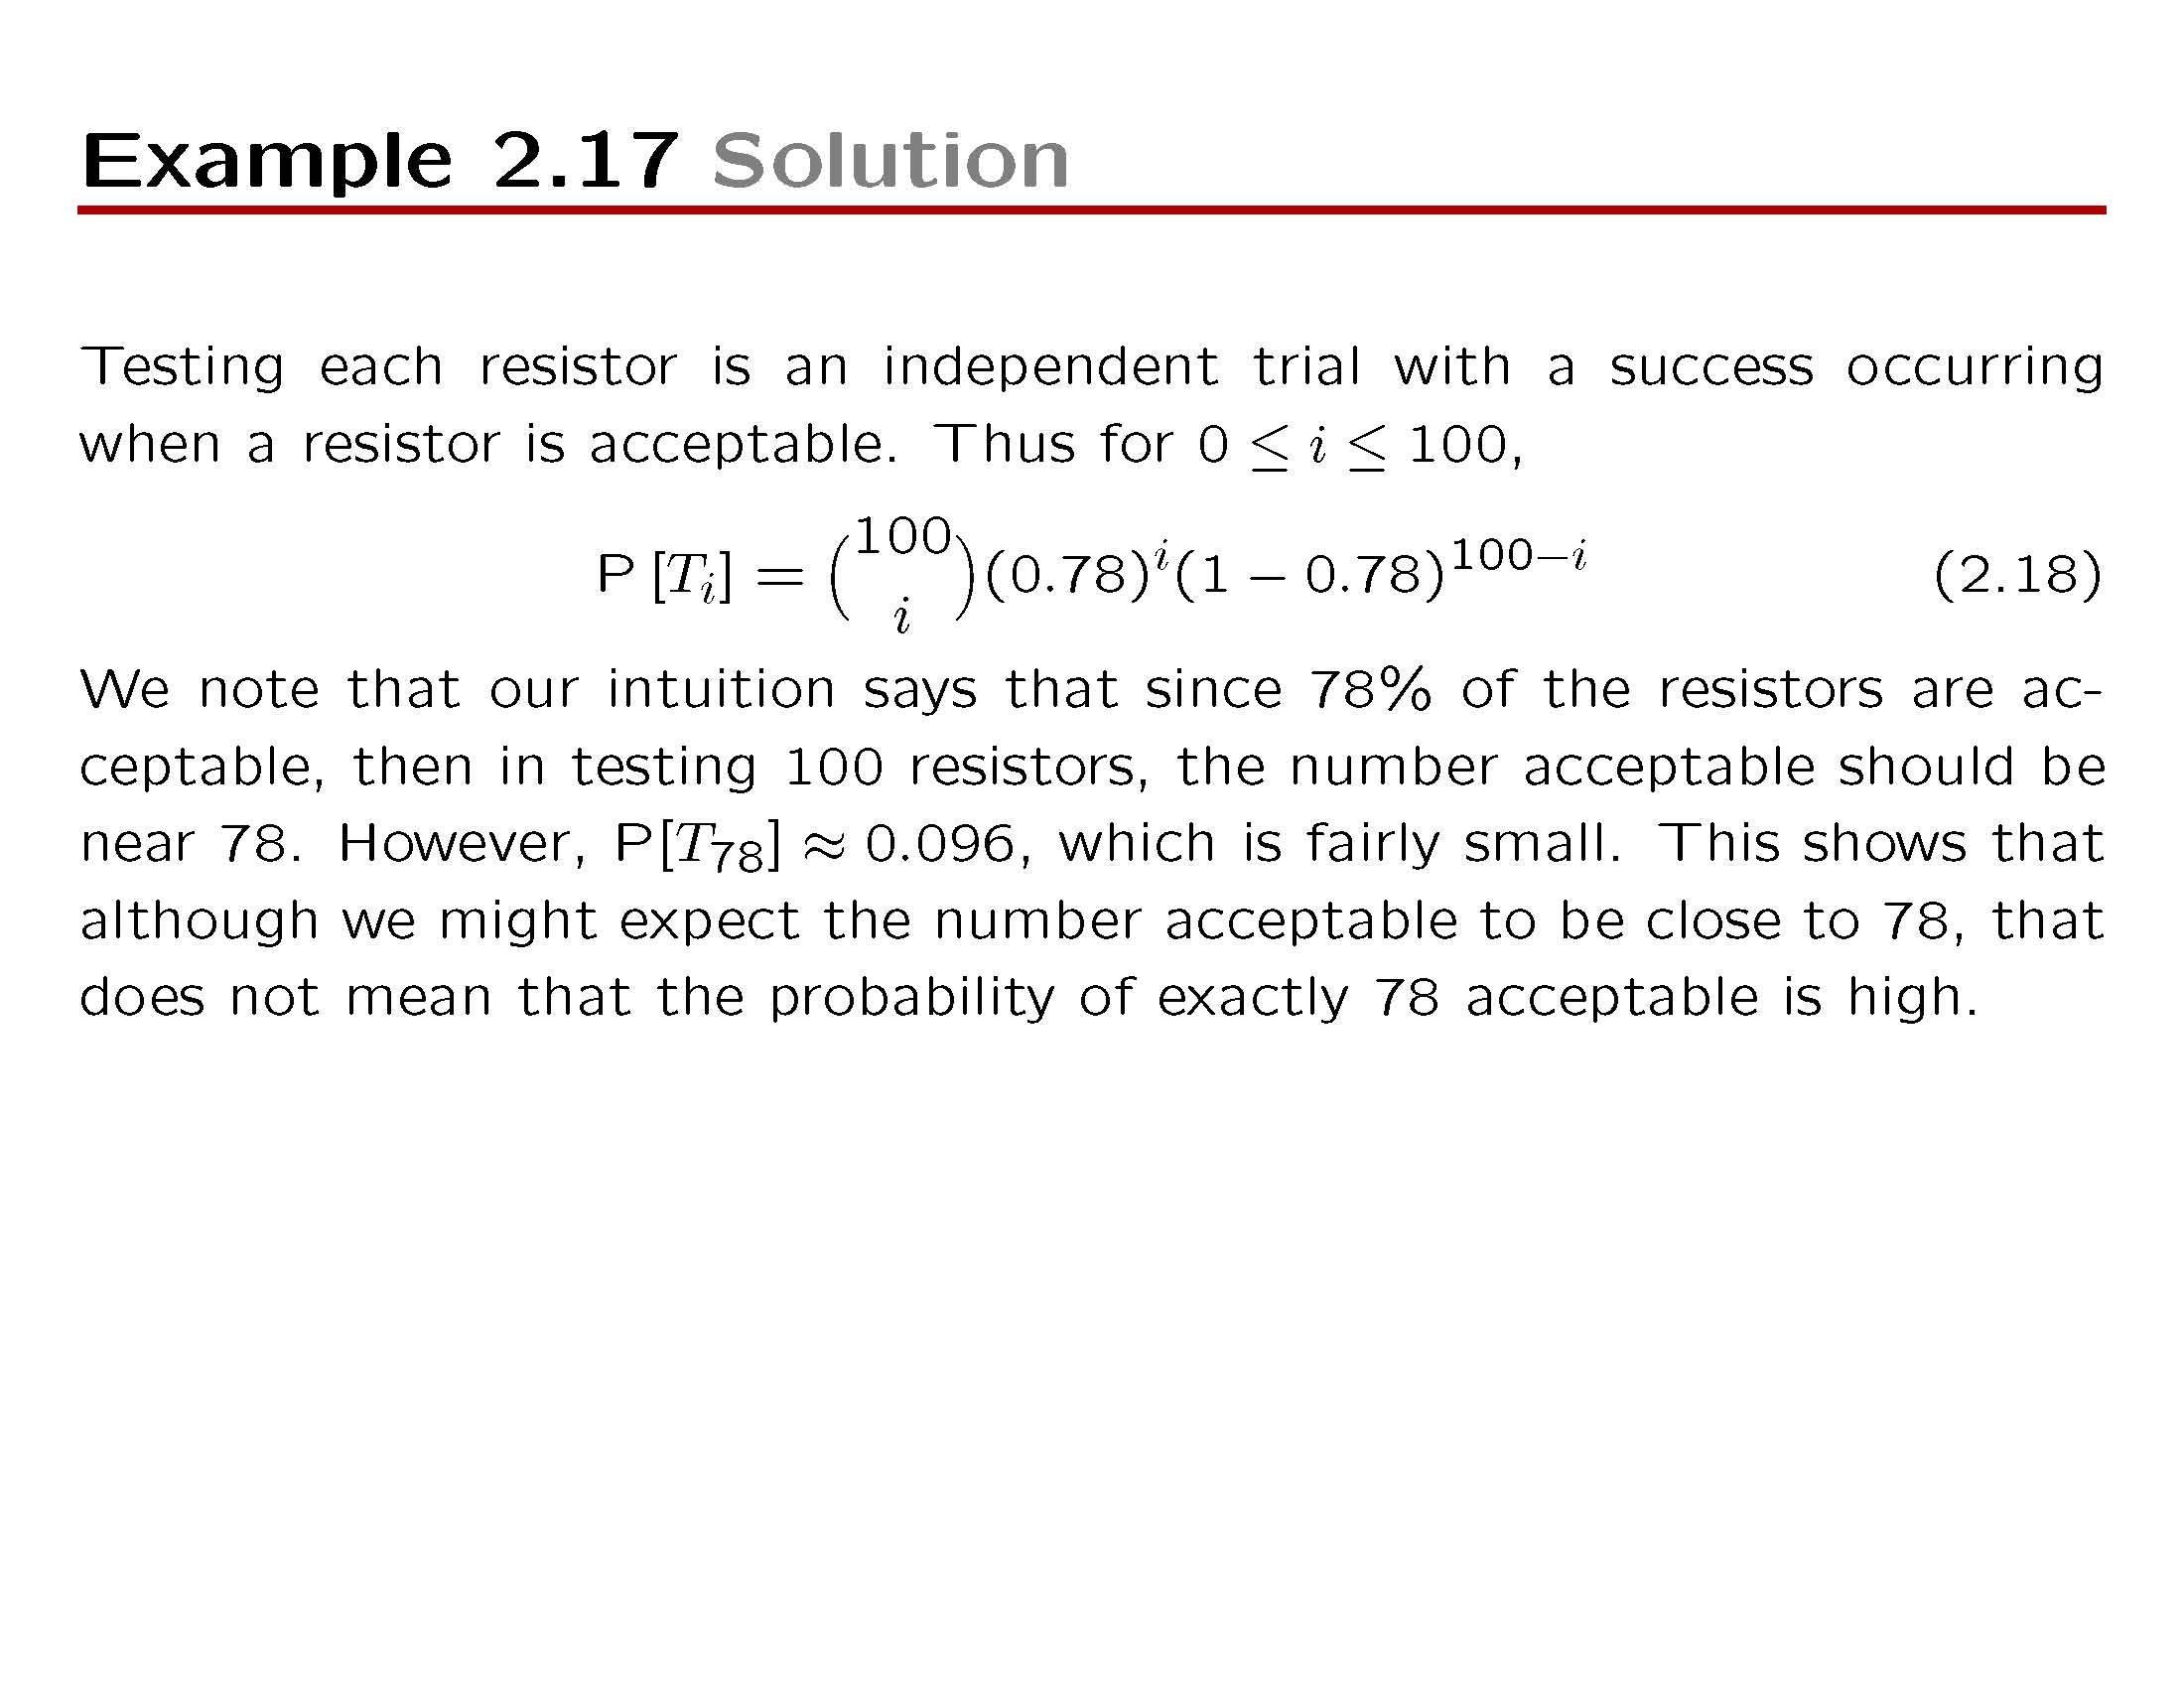 Example 2.17 Solution
Testing each resistor is an independent trial with a success occurring
when a resistor is acceptable. Thus for 0 ≤ i ≤ 100,
P [T_i] = \binom{100}{i} (0.78)^i (1 − 0.78)^{100−i} (2.18)
We note that our intuition says that since 78% of the resistors are ac-
ceptable, then in testing 100 resistors, the number acceptable should be
near 78. However, P[T_{78}] ≈ 0.096, which is fairly small. This shows that
although we might expect the number acceptable to be close to 78, that
does not mean that the probability of exactly 78 acceptable is high.